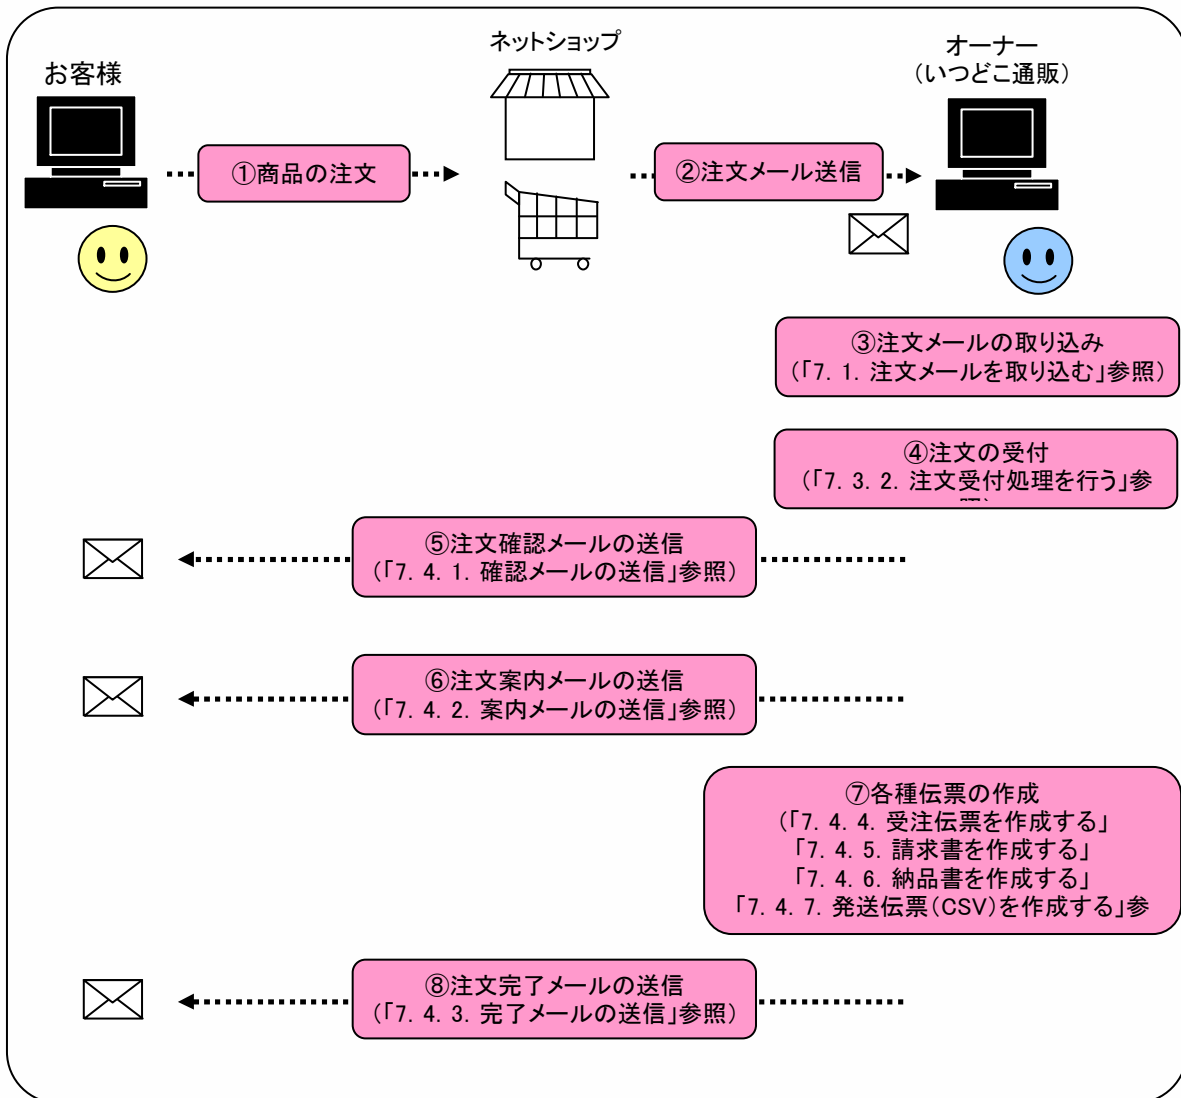 ネットショップ
オーナー
（いつどこ通販）
お客様
①商品の注文
②注文メール送信
③注文メールの取り込み
（「7．1．注文メールを取り込む」参照）
④注文の受付
（「7．3．2．注文受付処理を行う」参
⑤注文確認メールの送信
（「7．4．1．確認メールの送信」参照）
⑥注文案内メールの送信
（「7．4．2．案内メールの送信」参照）
⑦各種伝票の作成
（「7．4．4．受注伝票を作成する」
「7．4．5．請求書を作成する」
「7．4．6．納品書を作成する」
「7．4．7．発送伝票（CSV）を作成する」参
⑧注文完了メールの送信
（「7．4．3．完了メールの送信」参照）